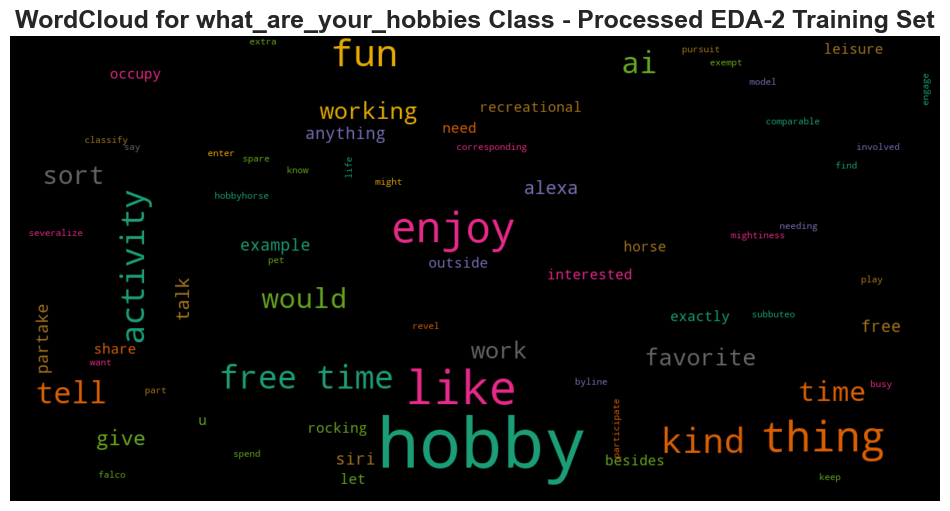 WordCloud for what_are_your_hobbies Class - Processed EDA-2 Training Set
extra
fun
ai
pursuit
leisure
exempt
occupy
model
engage
working
recreational
anything
need
comparable
classify
say
corresponding
involved
enter
spare
know
life
find
sort
might
alexa
hobbyhorse
activity
enjoy
severalize
example
horse
mightiness
needing
pet
outside
interested
talk
would
play
partake
revel
exactly
subbuteo
free
share
work
favorite
want
free time
like
byline
busy
tell
part
time
u
give
rocking
hobby
participate
kind
thing
spend
siri
besides
falco
let
keep